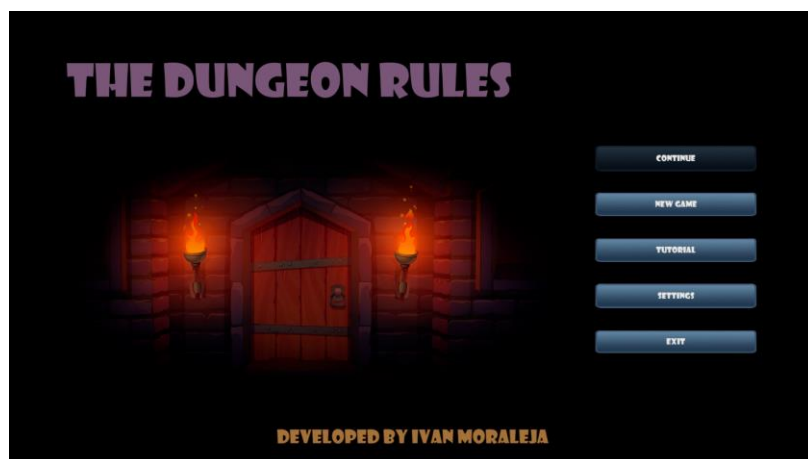 THE DUNGEON RULES
CONTINUE
NEW GAME
TUTORIAL
SETTINGS
EXIT
DEVELOPED BY IVAN MORALEJA